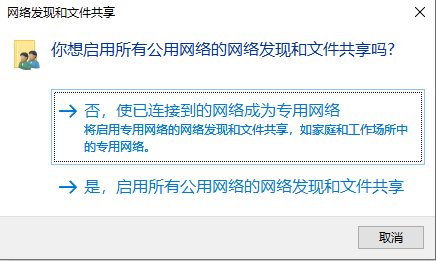 网络发现和文件共享
你想启用所有公用网络的网络发现和文件共享吗?
否，使已连接到的网络成为专用网络
将启用专用网络的网络发现和文件共享，如家庭和工作场所中
的专用网络。
是，启用所有公用网络的网络发现和文件共享
取消